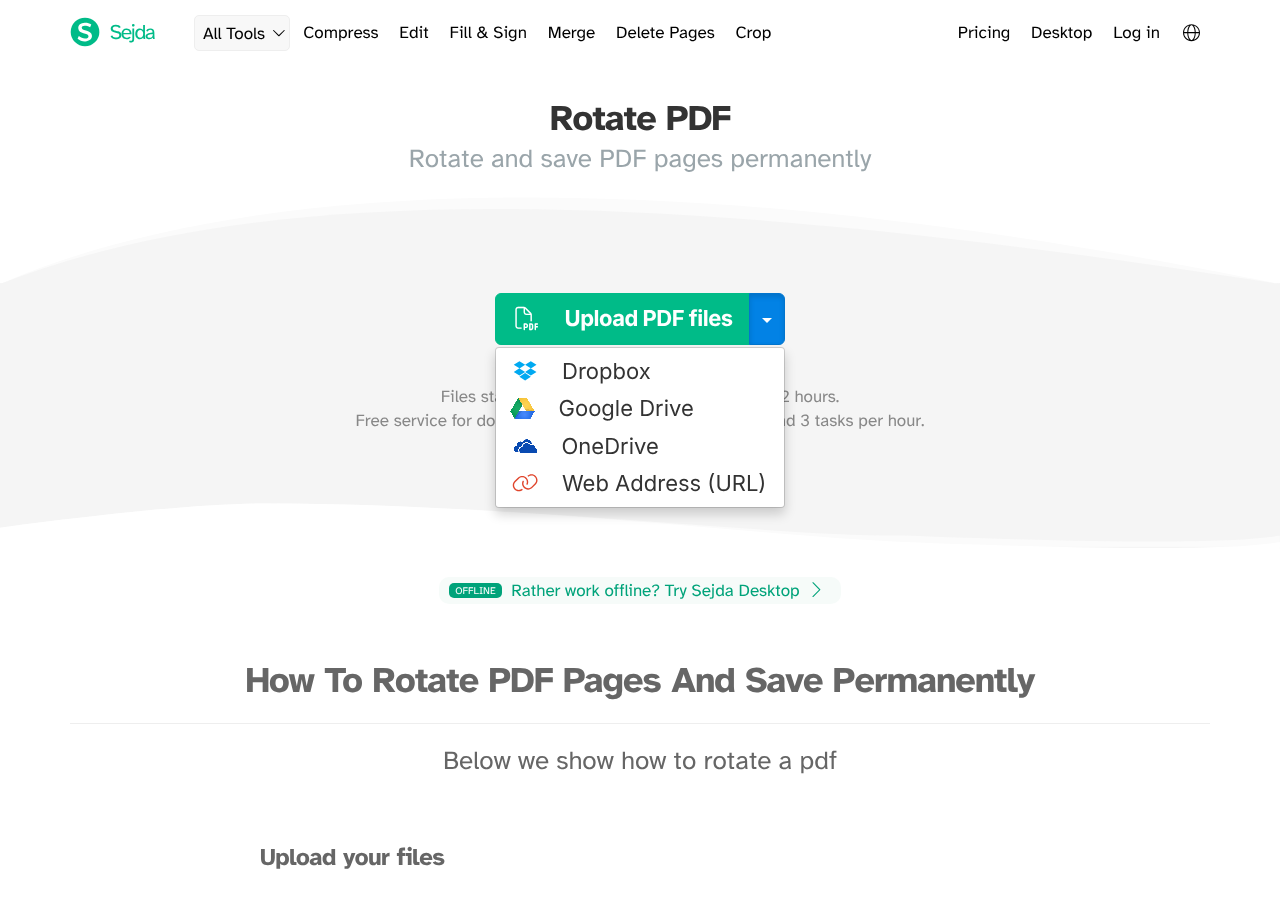 Sejda
All Tools Compress Edit Fill & Sign Merge Delete Pages Crop Pricing Desktop Log in
Rotate PDF
Rotate and save PDF pages permanently
PDF Upload PDF files
Dropbox
Files 2 hours.
Google Drive
Free service for nd 3 tasks per hour.
OneDrive
Web Address (URL)
OFFLINE Rather work offline? Try Sejda Desktop
How To Rotate PDF Pages And Save Permanently
Below we show how to rotate a pdf
Upload your files